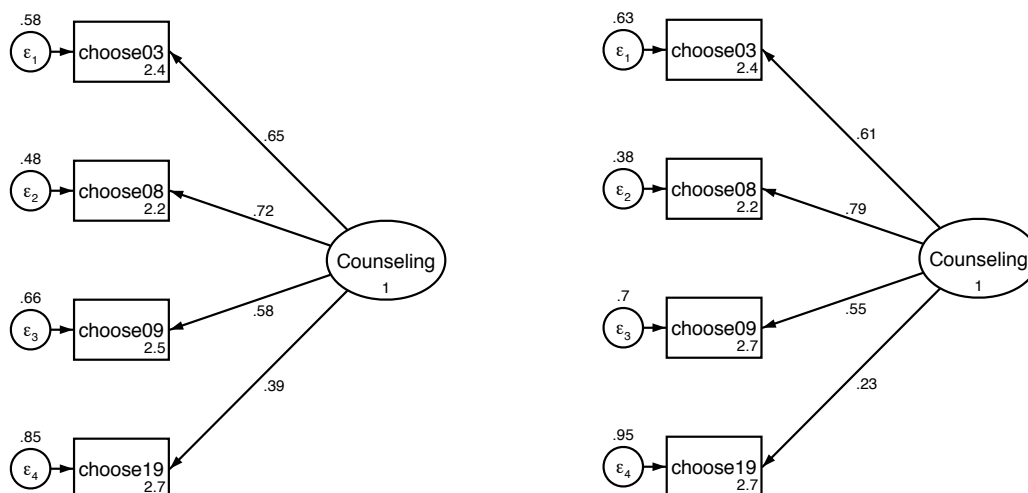 .58
ε1
choose03
2.4
.65
.48
ε2
choose08
2.2
.72
Counseling
1
.66
ε3
choose09
2.5
.58
.39
.85
ε4
choose19
2.7
.63
ε1
choose03
2.4
.61
.38
ε2
choose08
2.2
.79
Counseling
1
.7
ε3
choose09
2.7
.55
.23
.95
ε4
choose19
2.7